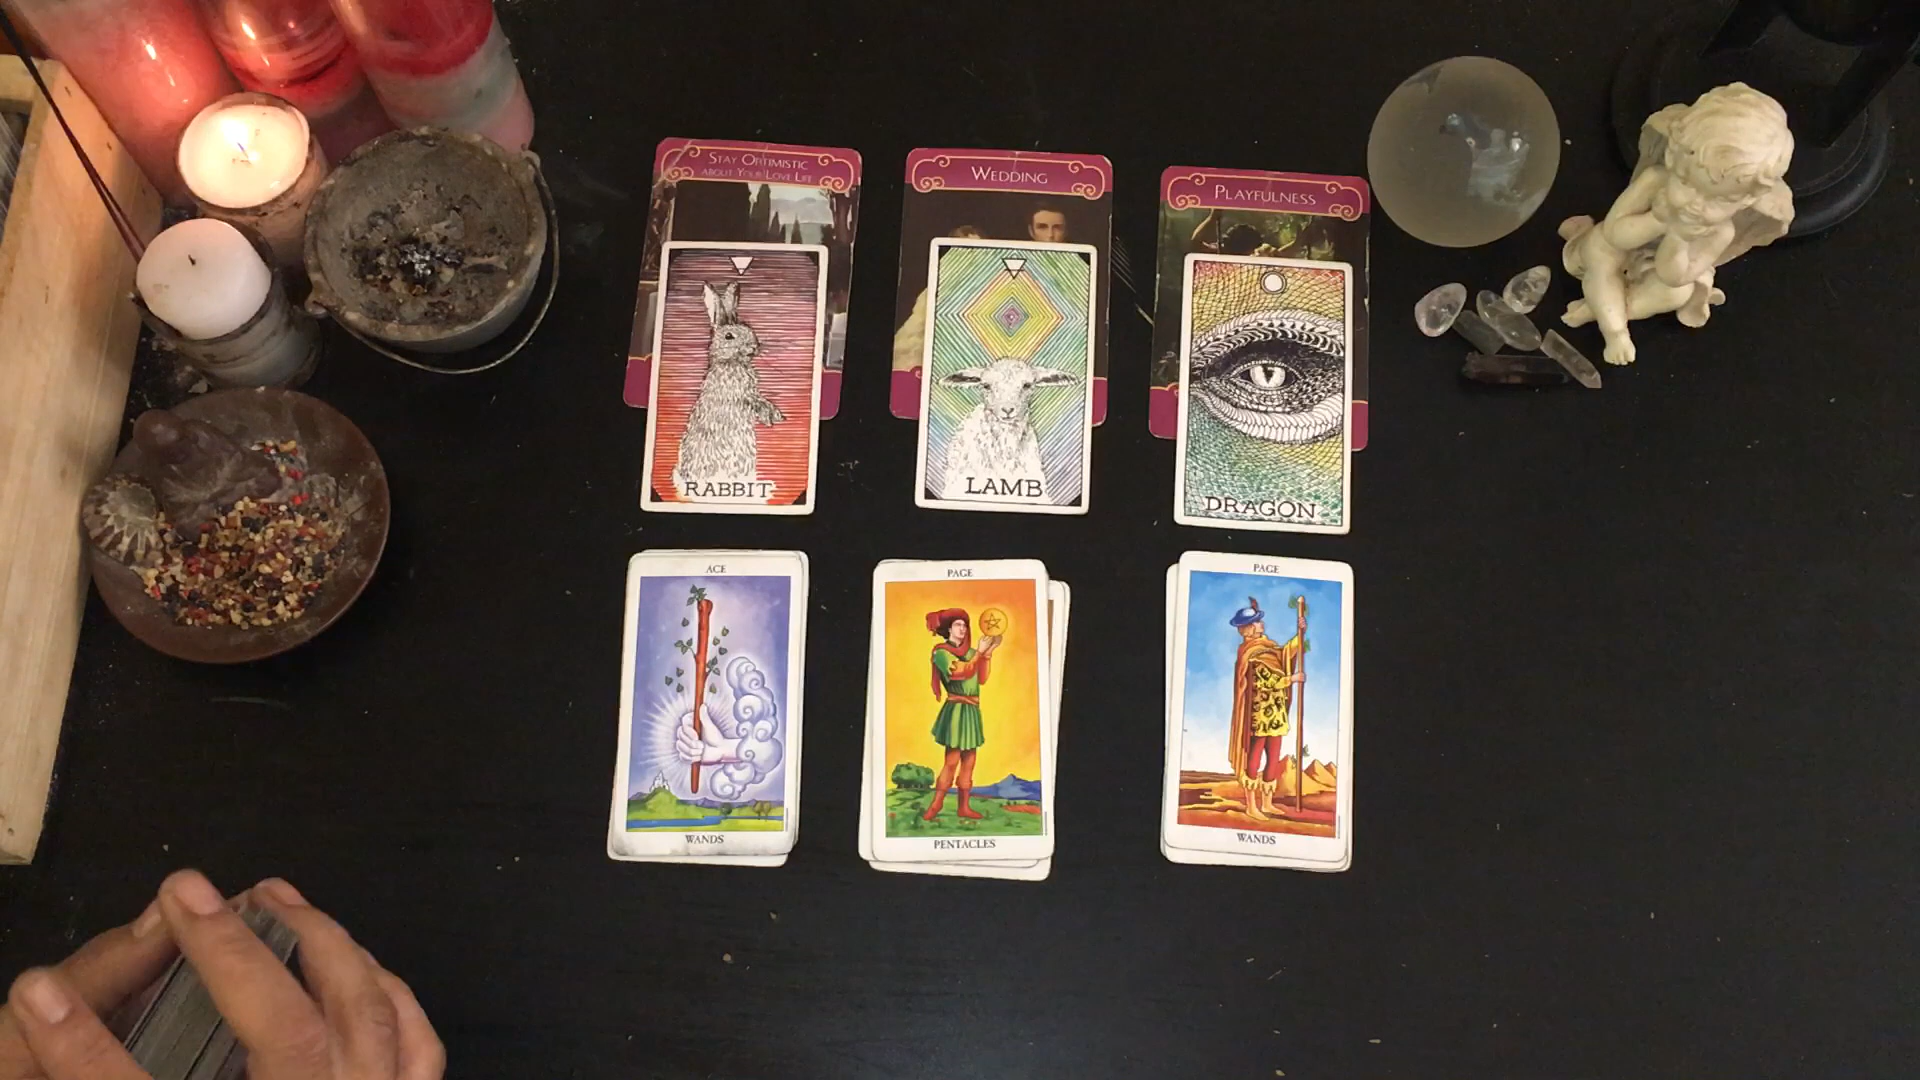 STAY OPTIMISTIC
ABOUT YOUR LOVE LIFE
WEDDING
PLAYFULNESS
RABBIT
LAMB
DRAGON
ACE
WANDS
PAGE
PENTACLES
PAGE
WANDS